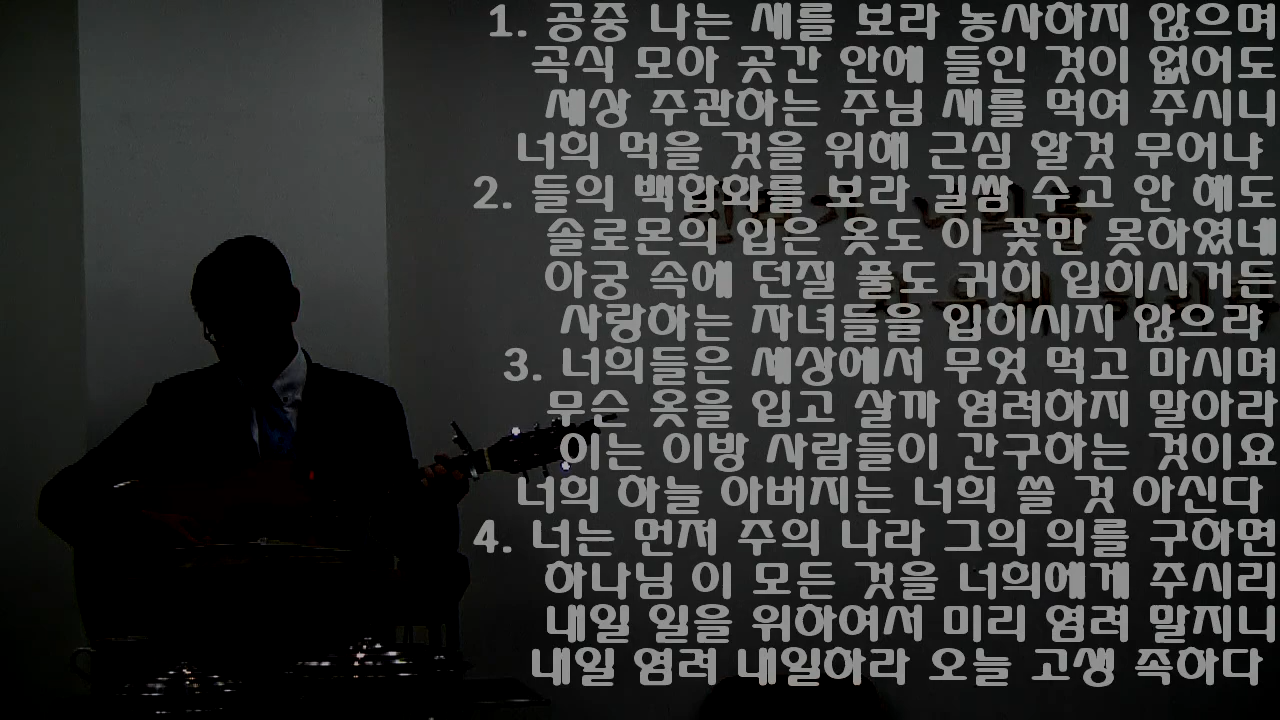 1. 공중 나는 새를 보라 농사하지 않으며
곡식 모아 곳간 안에 들인 것이 없어도
세상 주관하는 주님 새를 먹여 주시니
너희 먹을 것을 위해 근심 할것 무어냐
2. 들의 백합화를 보라 길쌈 수고 안 해도
솔로몬의 입은 옷도 이 꽃만 못하였네
아궁 속에 던질 풀도 귀히 입히시거든
사랑하는 자녀들을 입히시지 않으랴
3. 너희들은 세상에서 무엇 먹고 마시며
무슨 옷을 입고 살까 염려하지 말아라
이는 이방 사람들이 간구하는 것이요
너희 하늘 아버지는 너희 쓸 것 아신다
4. 너는 먼저 주의 나라 그의 의를 구하면
하나님 이 모든 것을 너희에게 주시리
내일 일을 위하여서 미리 염려 말지니
내일 염려 내일하라 오늘 고생 족하다